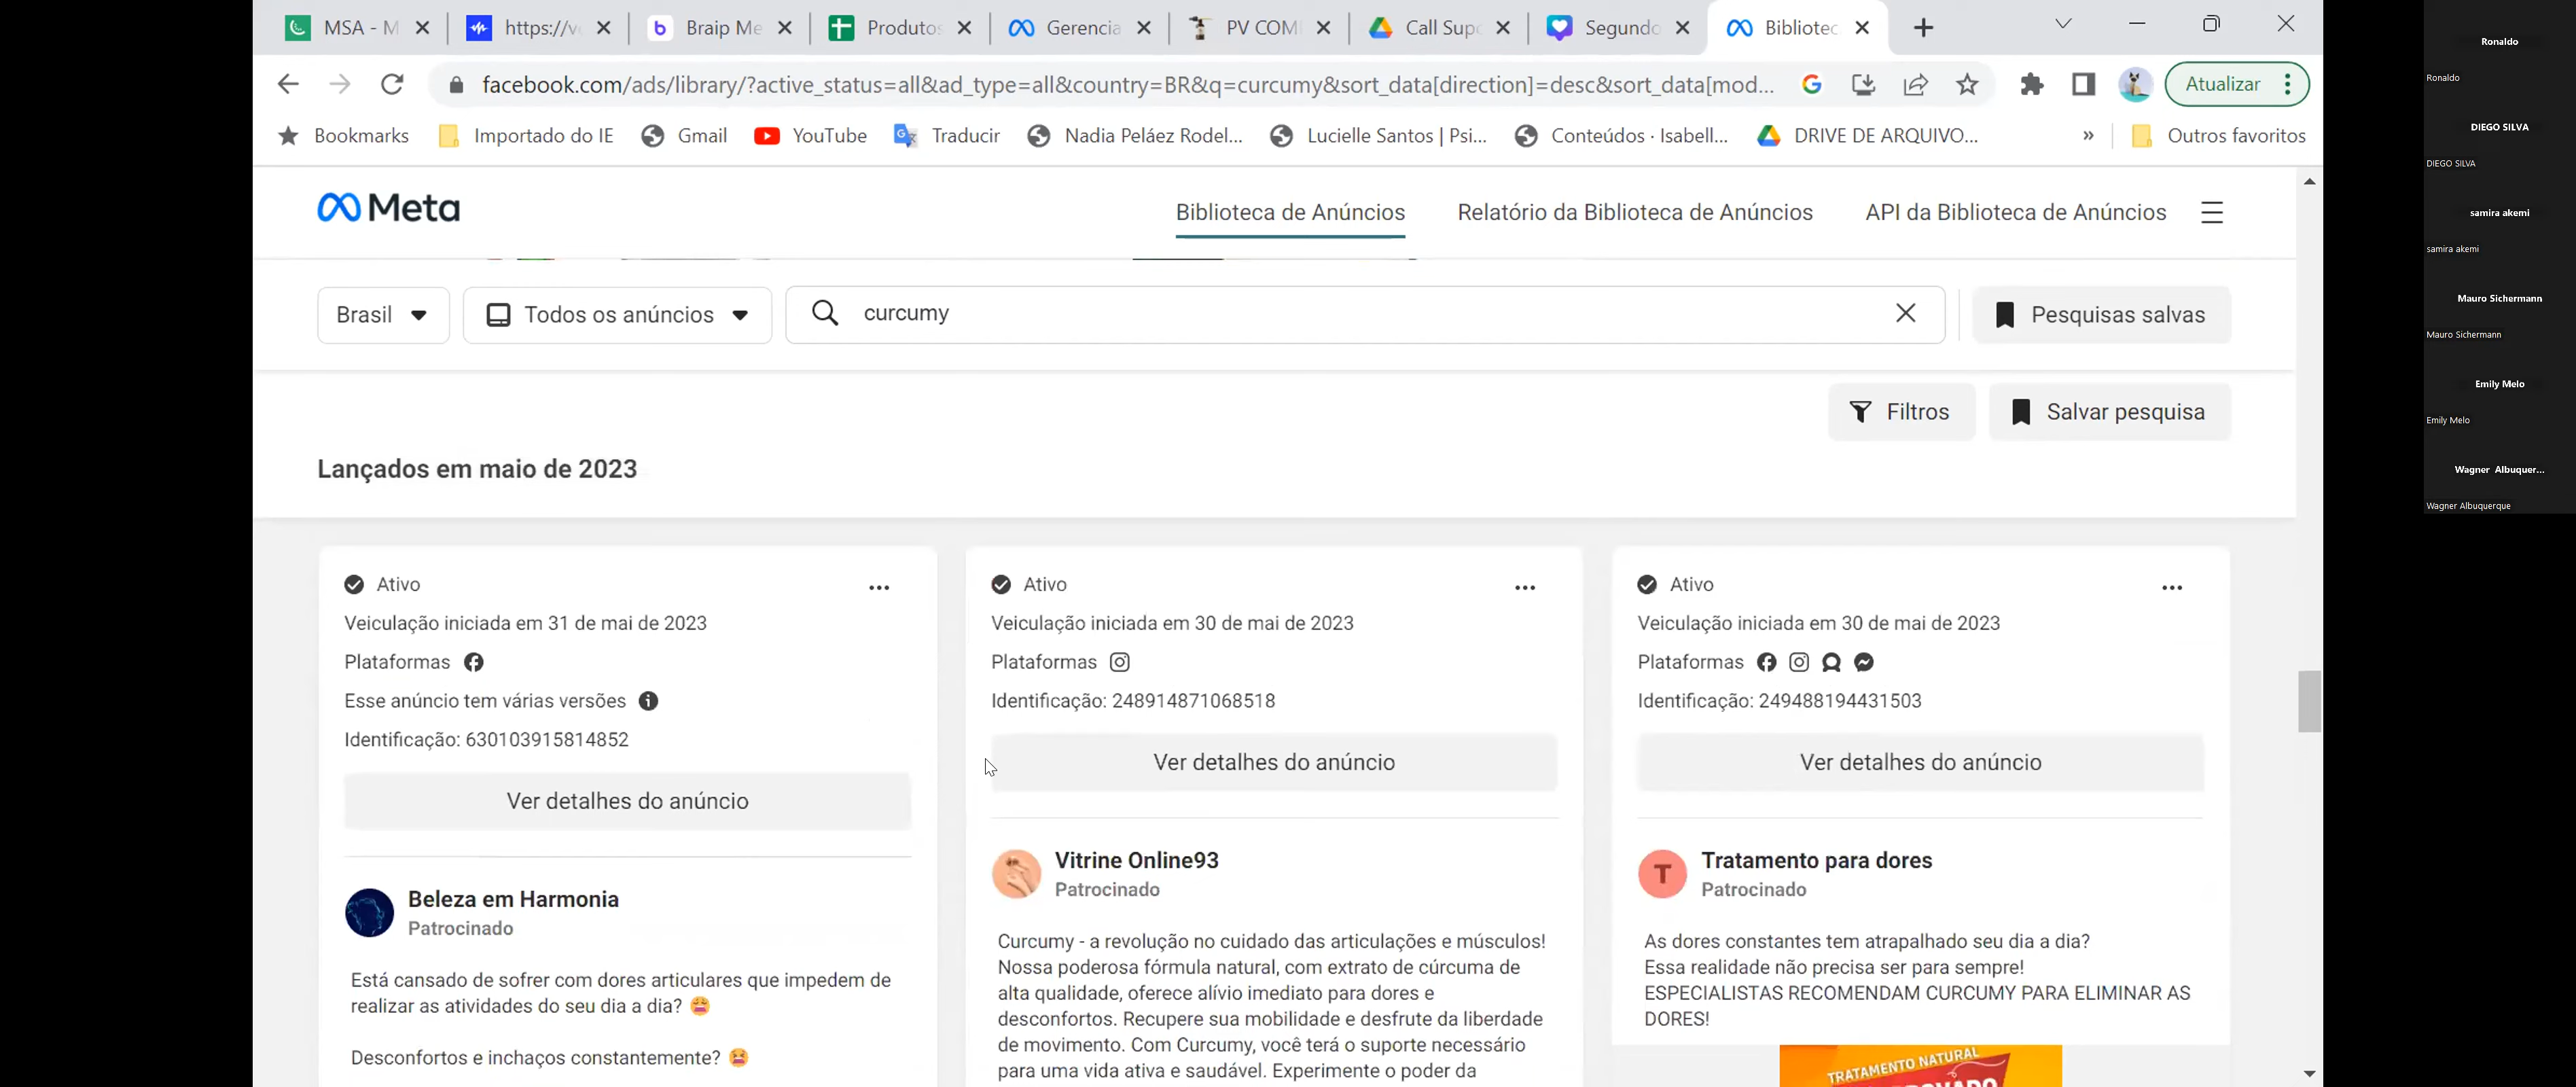 MSA - M
https://ve
Braip Me
Produtos
Gerencia
PV COM
Call Supo
Segundo
Bibliotec
facebook.com/ads/library/?active_status=all&ad_type=all&country=BR&q=curcumy&sort_data[direction]=desc&sort_data[mod...
Atualizar
Bookmarks
Importado do IE
Gmail
YouTube
Traducir
Nadia Peláez Rodel...
Lucielle Santos | Psi...
Conteúdos · Isabell...
DRIVE DE ARQUIVO...
»
Outros favoritos
Meta
Biblioteca de Anúncios
Relatório da Biblioteca de Anúncios
API da Biblioteca de Anúncios
Brasil
Todos os anúncios
curcumy
Pesquisas salvas
Filtros
Salvar pesquisa
Lançados em maio de 2023
Ativo
Veiculação iniciada em 31 de mai de 2023
Plataformas
Esse anúncio tem várias versões
Identificação: 630103915814852
Ver detalhes do anúncio
Beleza em Harmonia
Patrocinado
Está cansado de sofrer com dores articulares que impedem de
realizar as atividades do seu dia a dia? 😩
Desconfortos e inchaços constantemente? 😫
Ativo
Veiculação iniciada em 30 de mai de 2023
Plataformas
Identificação: 248914871068518
Ver detalhes do anúncio
Vitrine Online93
Patrocinado
Curcumy - a revolução no cuidado das articulações e músculos!
Nossa poderosa fórmula natural, com extrato de cúrcuma de
alta qualidade, oferece alívio imediato para dores e
desconfortos. Recupere sua mobilidade e desfrute da liberdade
de movimento. Com Curcumy, você terá o suporte necessário
para uma vida ativa e saudável. Experimente o poder da
Ativo
Veiculação iniciada em 30 de mai de 2023
Plataformas
Identificação: 249488194431503
Ver detalhes do anúncio
T
Tratamento para dores
Patrocinado
As dores constantes tem atrapalhado seu dia a dia?
Essa realidade não precisa ser para sempre!
ESPECIALISTAS RECOMENDAM CURCUMY PARA ELIMINAR AS
DORES!
TRATAMENTO NATURAL
Ronaldo
Ronaldo
DIEGO SILVA
DIEGO SILVA
samira akemi
samira akemi
Mauro Sichermann
Mauro Sichermann
Emily Melo
Emily Melo
Wagner Albuquer...
Wagner Albuquerque